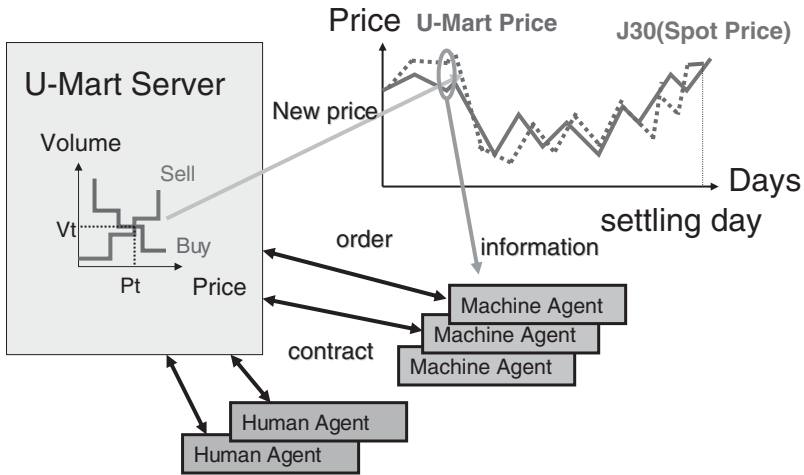 U-Mart Server
Volume
Sell
Vt
Buy
Pt
Price
Price
U-Mart Price
J30(Spot Price)
New price
Days
settling day
order
information
contract
Machine Agent
Machine Agent
Machine Agent
Human Agent
Human Agent